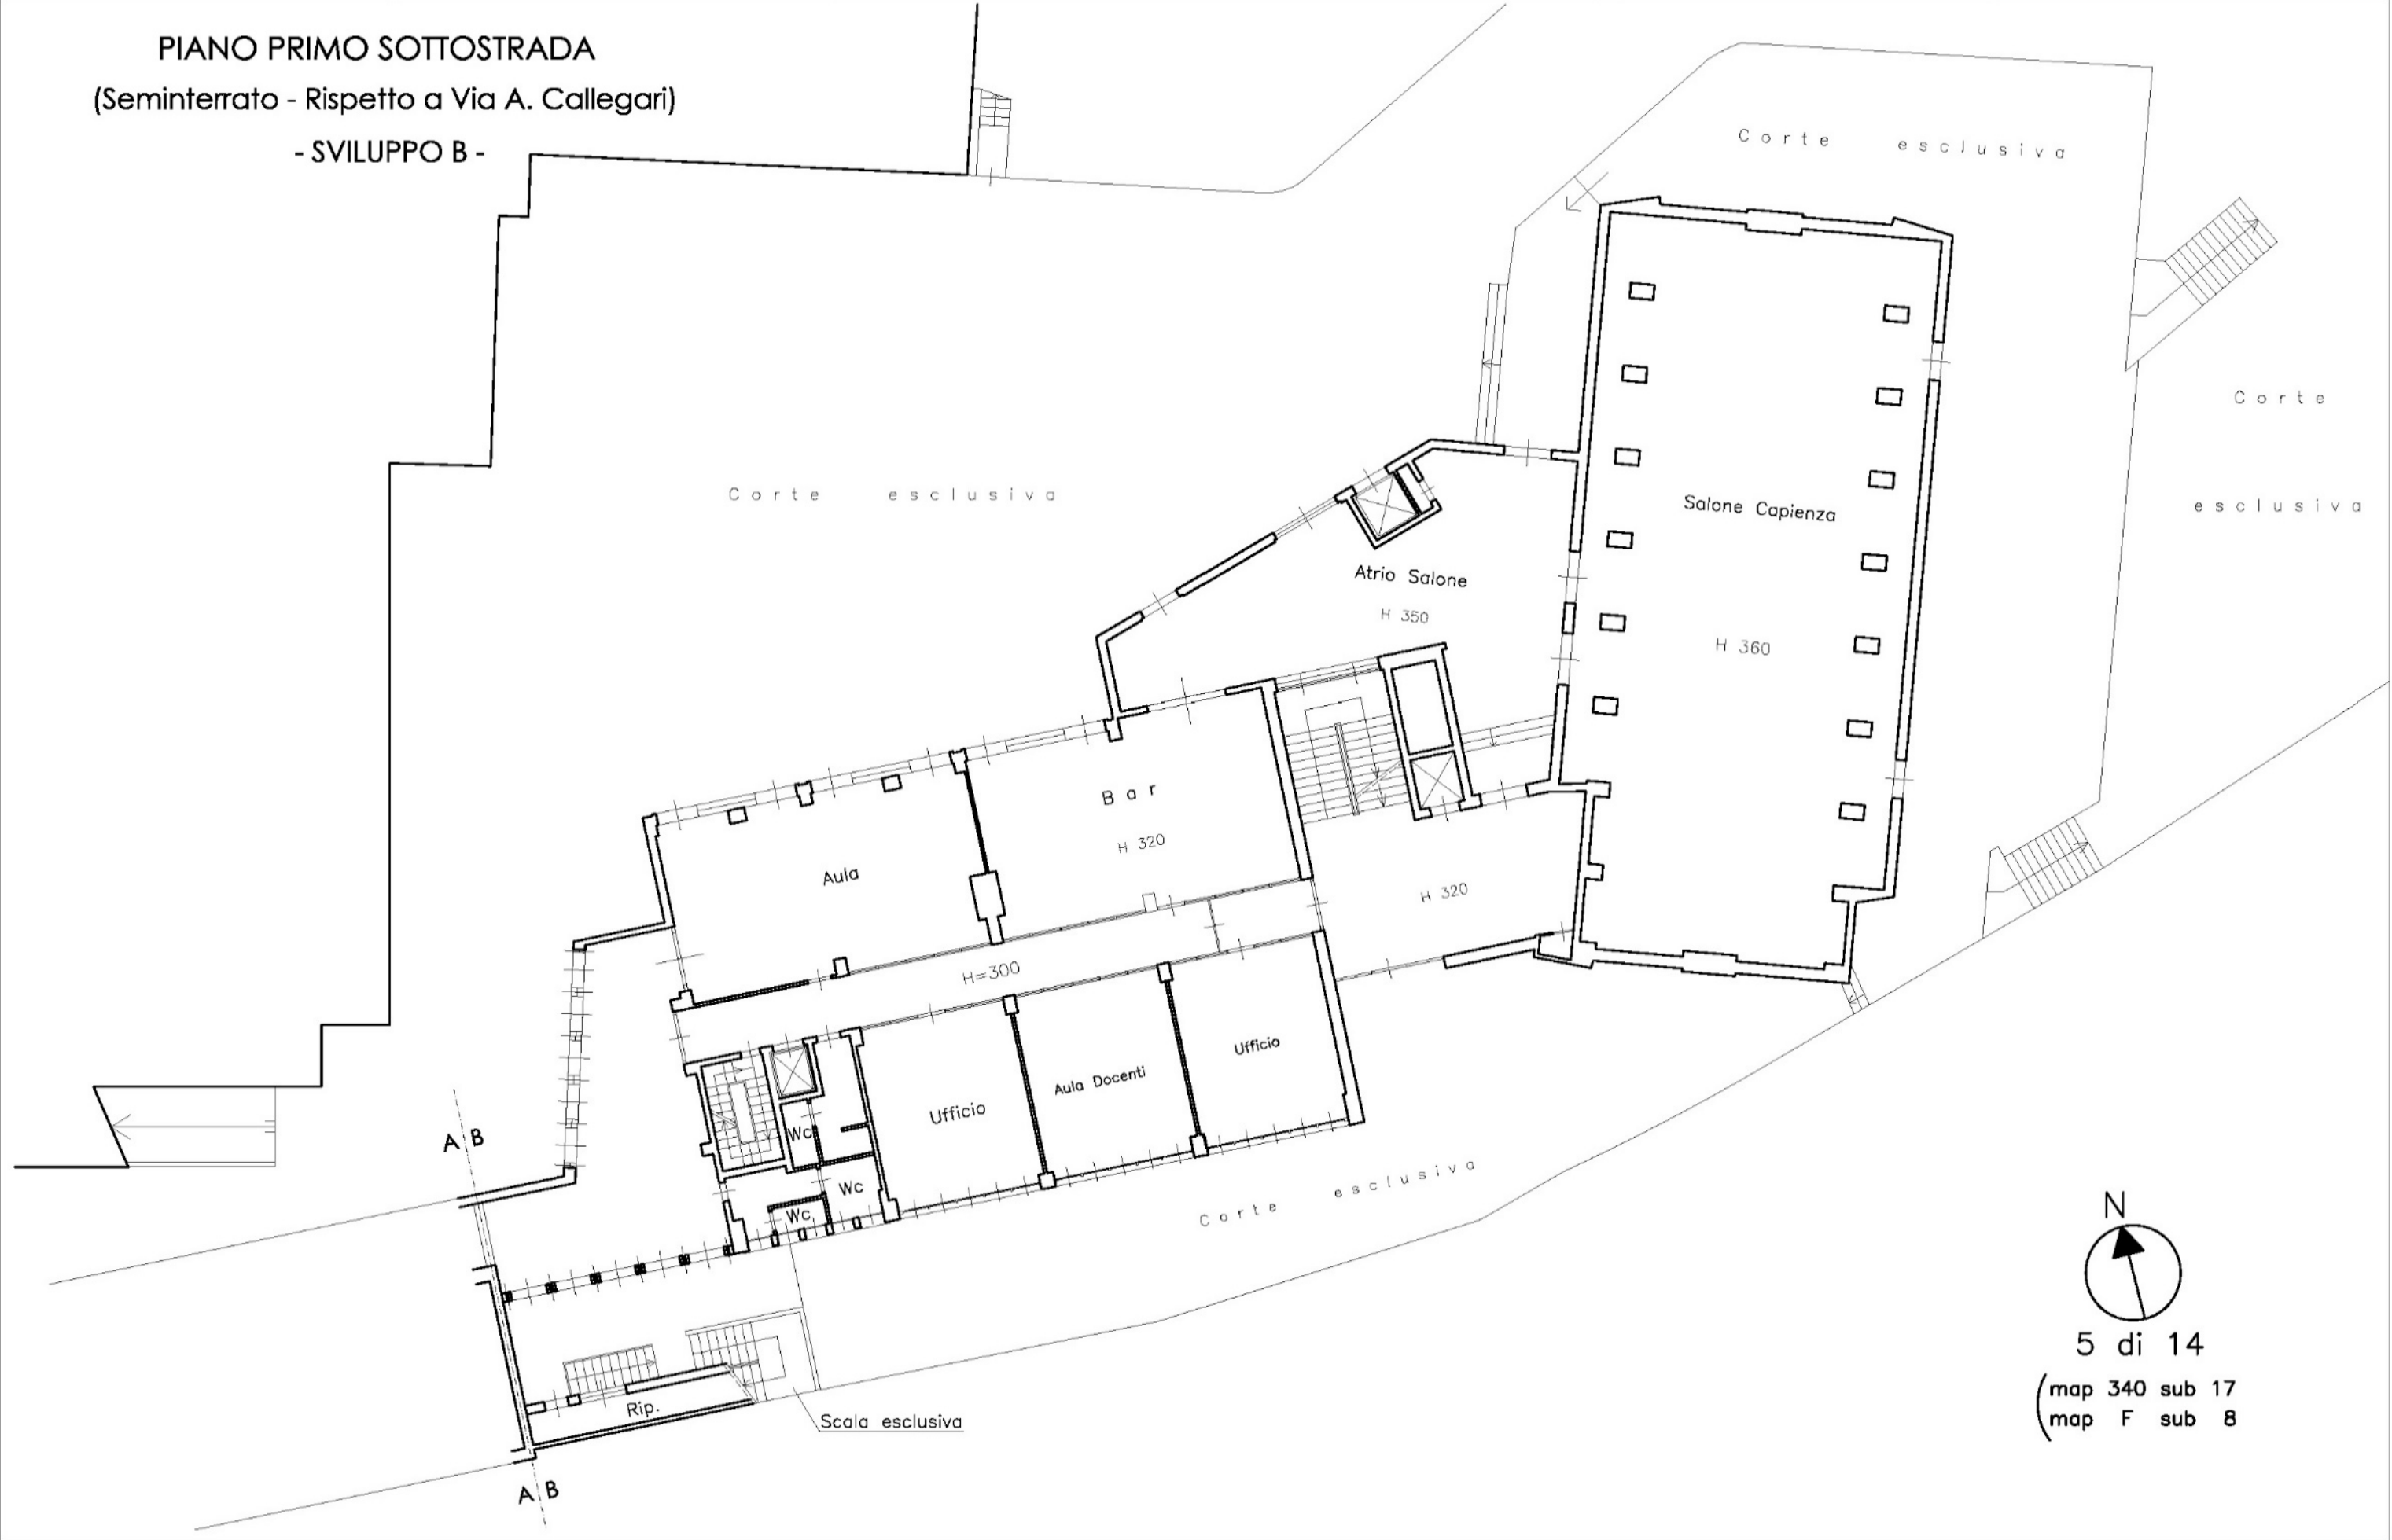 PIANO PRIMO SOTTOSTRADA
(Seminterrato - Rispetto a Via A. Callegari)
- SVILUPPO B -
Corte esclusiva
Corte
esclusiva
Corte esclusiva
Salone Capienza
H 360
Atrio Salone
H 350
Bar
H 320
Aula
H 320
H=300
Ufficio
Aula Docenti
Ufficio
Wc
Wc
Wc
A B
Corte esclusiva
Rip.
Scala esclusiva
A B
N
5 di 14
(map 340 sub 17
map F sub 8